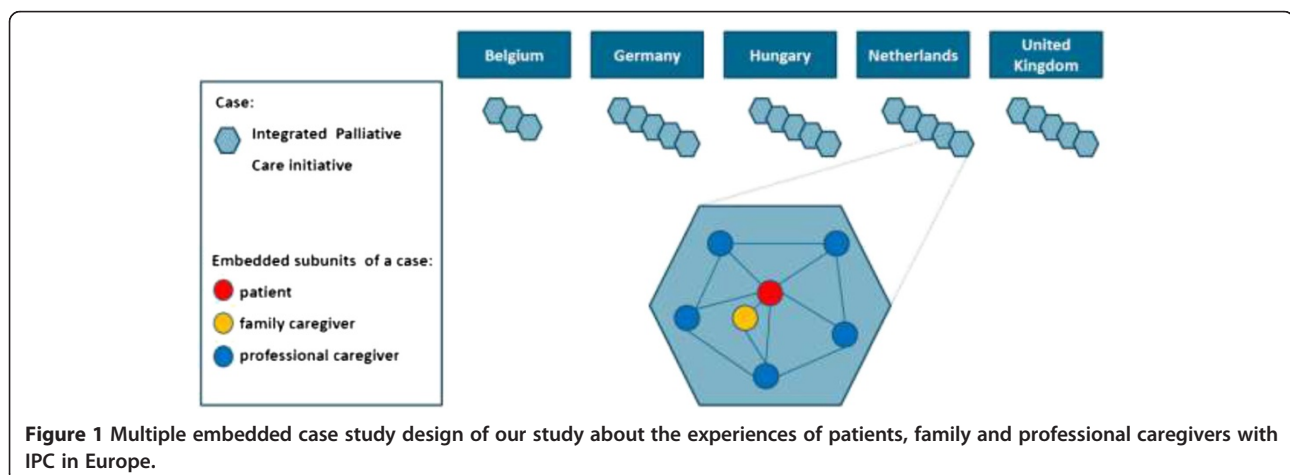 Belgium
Germany
Hungary
Netherlands
United
Kingdom
Case:
Integrated Palliative
Care initiative
Embedded subunits of a case:
patient
family caregiver
professional caregiver
Figure 1 Multiple embedded case study design of our study about the experiences of patients, family and professional caregivers with
IPC in Europe.